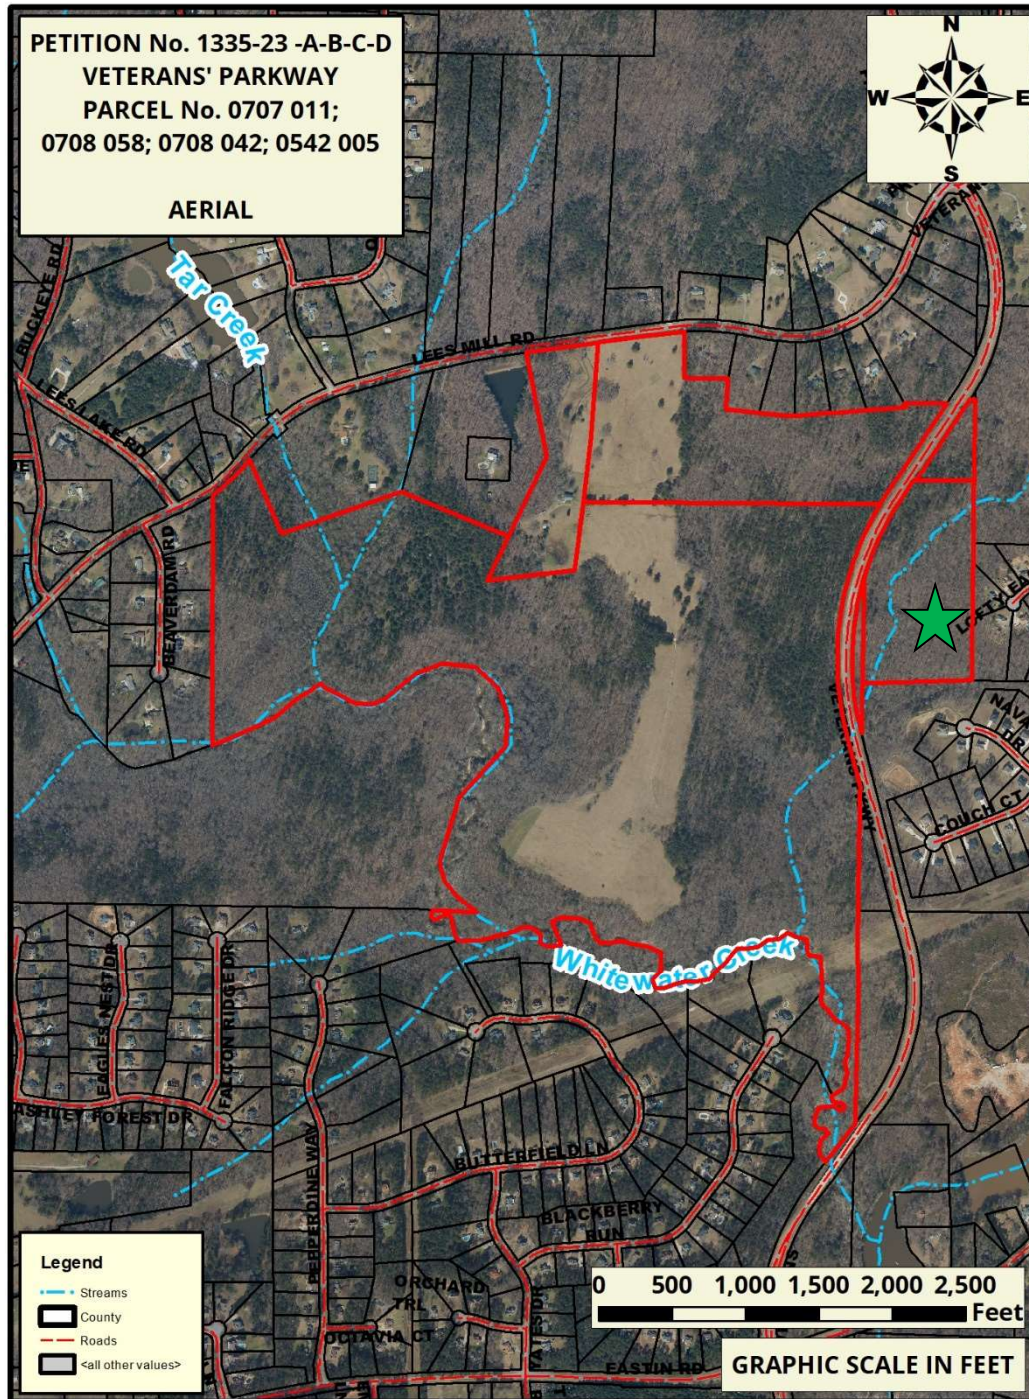 PETITION No. 1335-23 -A-B-C-D
VETERANS' PARKWAY
PARCEL No. 0707 011;
0708 058; 0708 042; 0542 005
AERIAL
N
W
E
S
BUCKEYE RD
Tar Creek
LEES MILL RD
LEES LAKE RD
BEAVERDAM RD
VETERANS PKWY
COUCH CT
DR
Whitewater Creek
EAGLES NEST DR
FALCON RIDGE DR
ASHLEY FOREST DR
PEPPERDINE WAY
BUTTERFIELD LN
BLACKBERRY
RUN
ORCHARD
TRL
OCTAVIA CT
YATES DR
EASTIN RD
Legend
Streams
County
Roads
<all other values>
0 500 1,000 1,500 2,000 2,500
Feet
GRAPHIC SCALE IN FEET